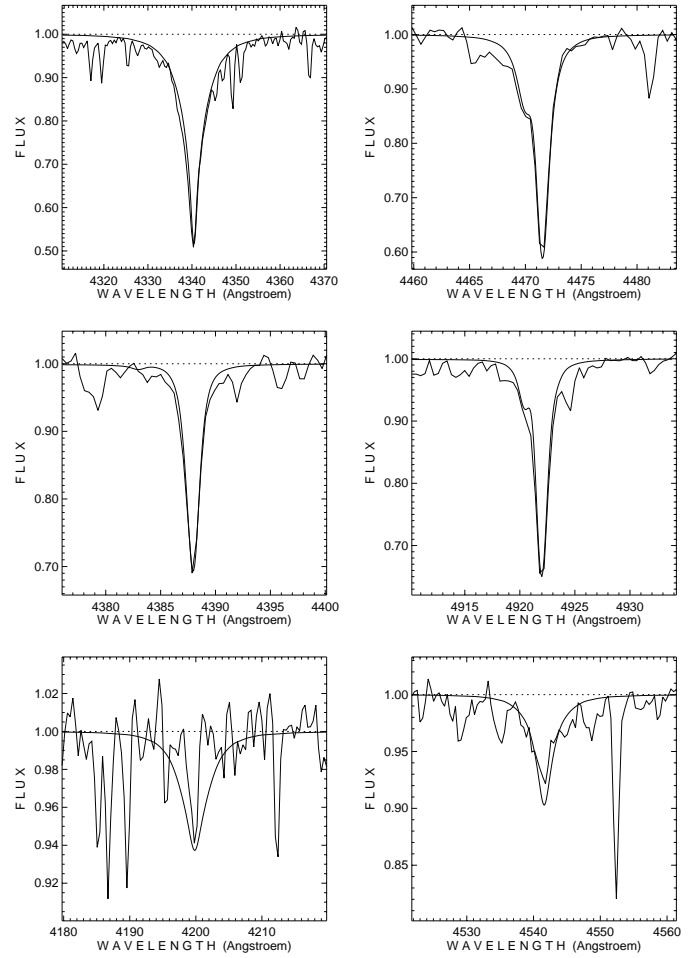 1.00
0.90
0.80
0.70
0.60
0.50
FLUX
4320 4330 4340 4350 4360 4370
WAVELENGTH (Angstroem)
1.00
0.90
0.80
0.70
0.60
FLUX
4460 4465 4470 4475 4480
WAVELENGTH (Angstroem)
1.00
0.90
0.80
0.70
FLUX
4380 4385 4390 4395 4400
WAVELENGTH (Angstroem)
1.00
0.90
0.80
0.70
FLUX
4915 4920 4925 4930
WAVELENGTH (Angstroem)
1.02
1.00
0.98
0.96
0.94
0.92
FLUX
4180 4190 4200 4210
WAVELENGTH (Angstroem)
1.00
0.95
0.90
0.85
FLUX
4530 4540 4550 4560
WAVELENGTH (Angstroem)